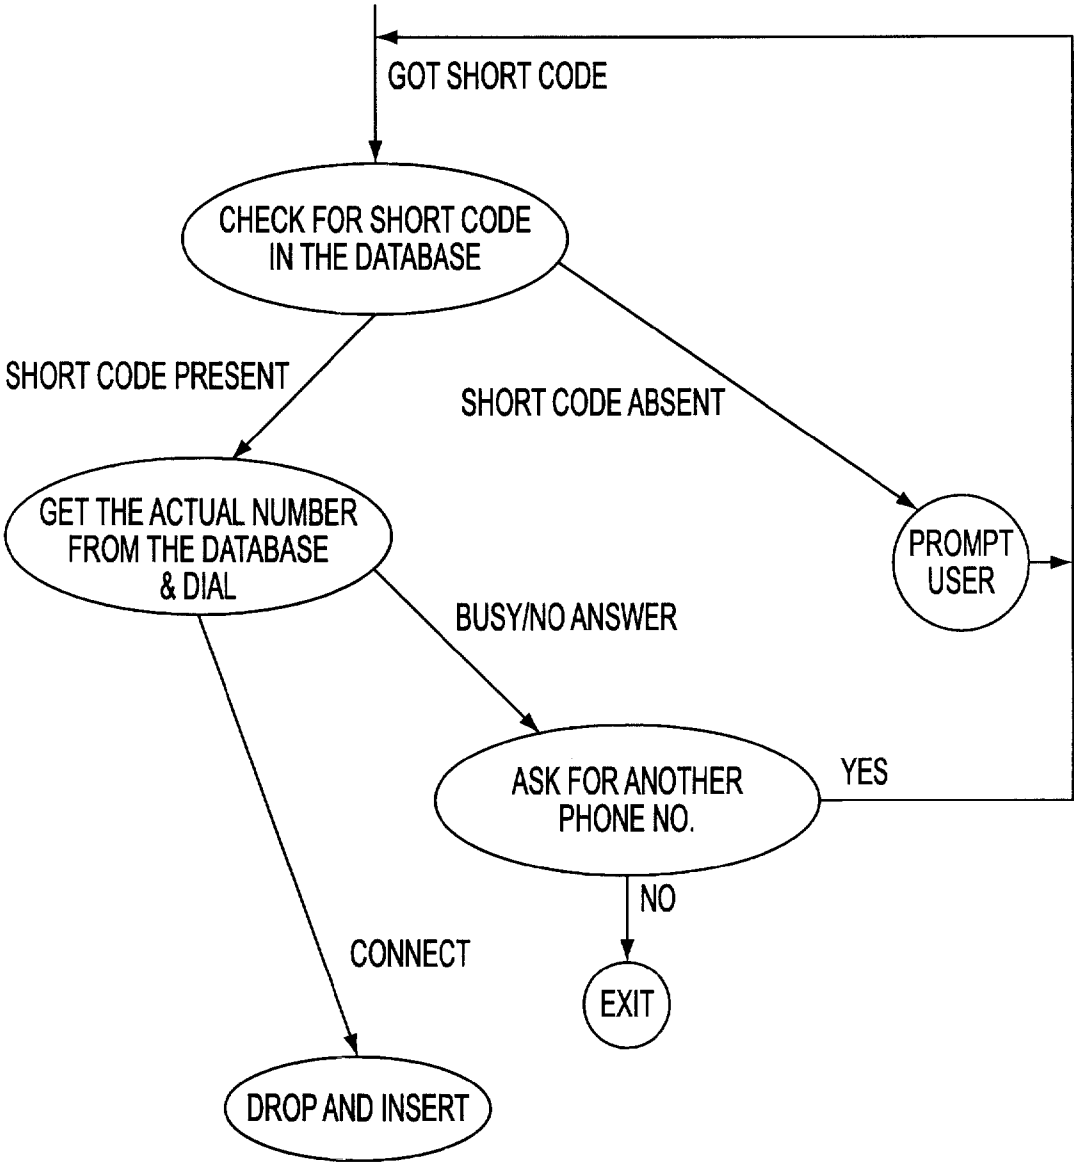 GOT SHORT CODE
CHECK FOR SHORT CODE
IN THE DATABASE
SHORT CODE PRESENT
SHORT CODE ABSENT
GET THE ACTUAL NUMBER
FROM THE DATABASE
& DIAL
PROMPT
USER
BUSY/NO ANSWER
ASK FOR ANOTHER
PHONE NO.
YES
NO
CONNECT
EXIT
DROP AND INSERT